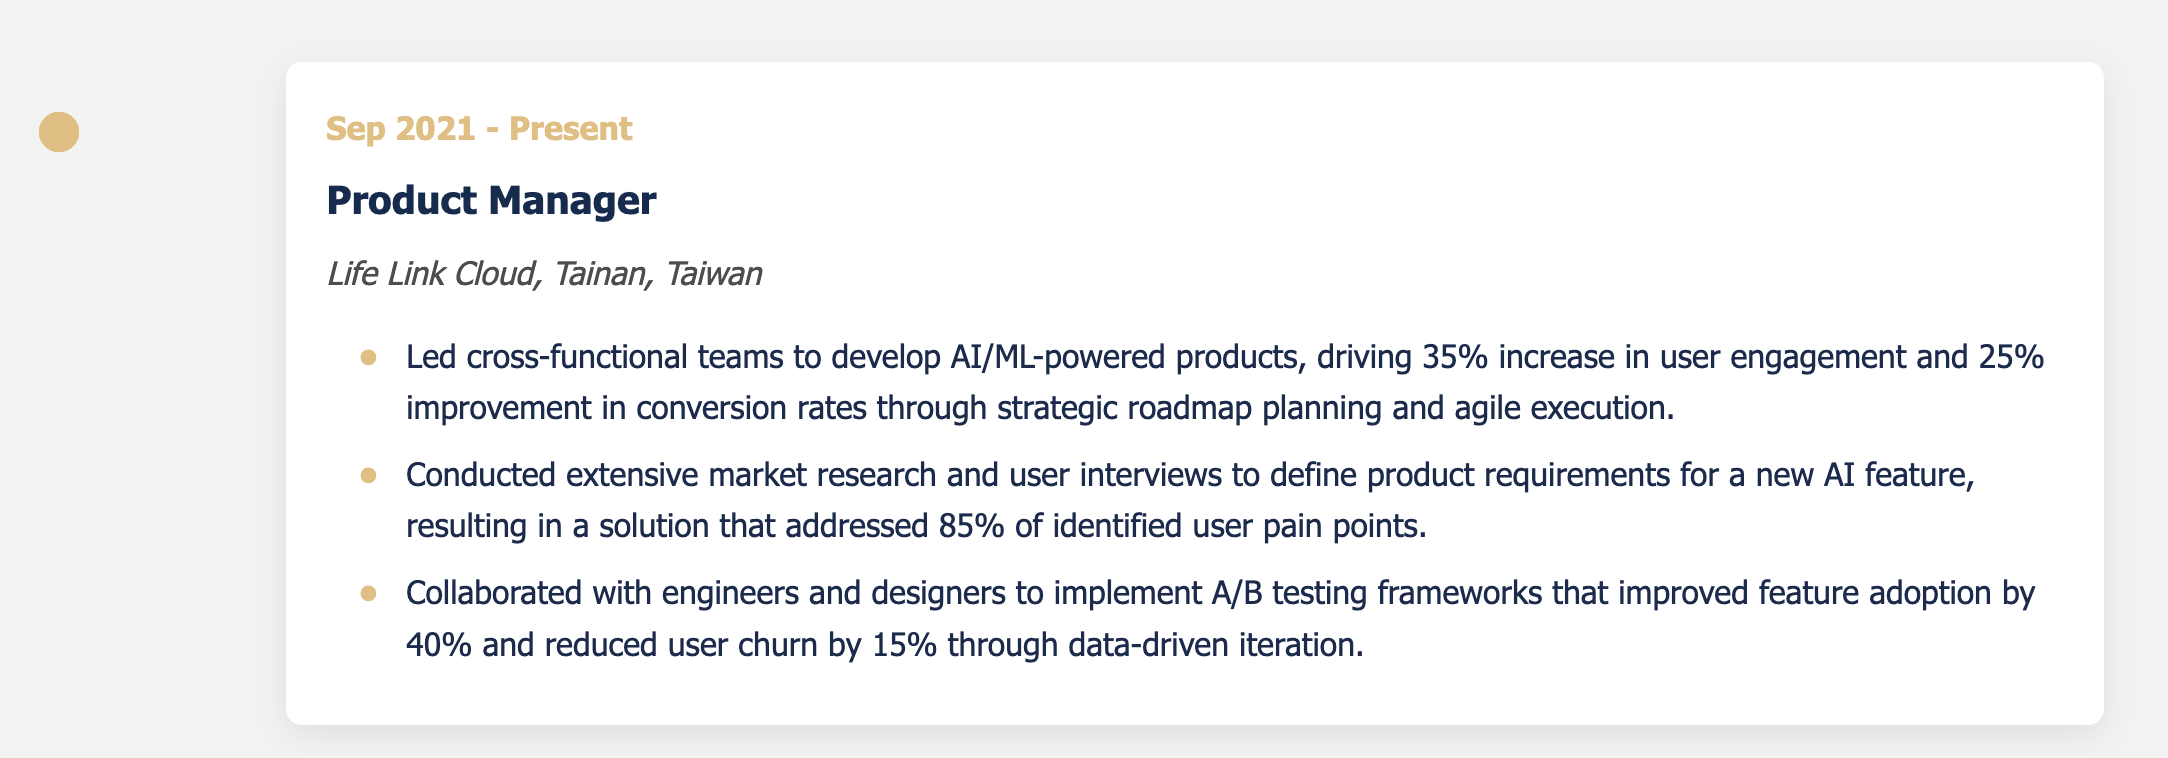 Sep 2021 - Present
Product Manager
Life Link Cloud, Tainan, Taiwan
Led cross-functional teams to develop AI/ML-powered products, driving 35% increase in user engagement and 25%
improvement in conversion rates through strategic roadmap planning and agile execution.
Conducted extensive market research and user interviews to define product requirements for a new AI feature,
resulting in a solution that addressed 85% of identified user pain points.
Collaborated with engineers and designers to implement A/B testing frameworks that improved feature adoption by
40% and reduced user churn by 15% through data-driven iteration.